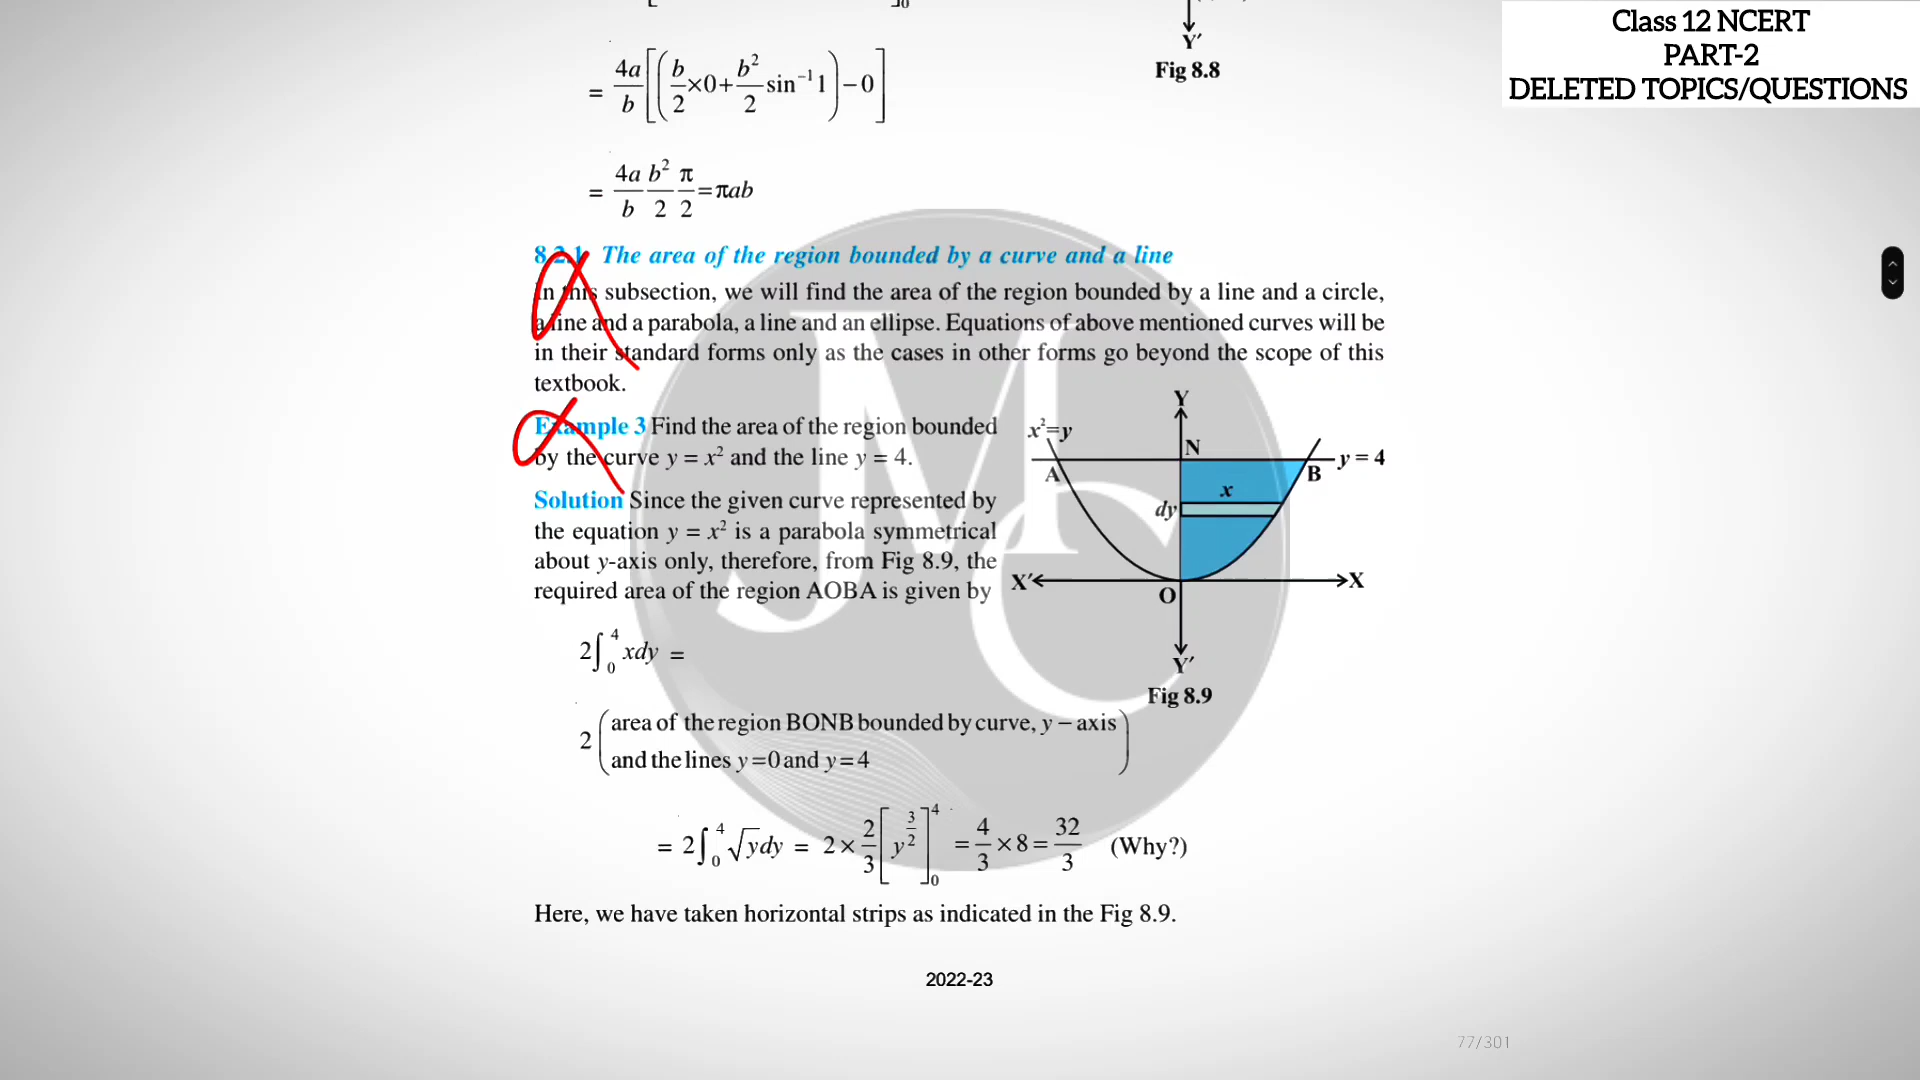 Class 12 NCERT
PART-2
DELETED TOPICS/QUESTIONS
Y′
Fig 8.8
= 4a/b [(b/2 ×0+ b²/2 sin⁻¹ 1) − 0]
= 4a/b b²/2 π/2 = πab
8.2.1 The area of the region bounded by a curve and a line
In this subsection, we will find the area of the region bounded by a line and a circle,
a line and a parabola, a line and an ellipse. Equations of above mentioned curves will be
in their standard forms only as the cases in other forms go beyond the scope of this
textbook.
Example 3 Find the area of the region bounded
by the curve y = x² and the line y = 4.
Solution Since the given curve represented by
the equation y = x² is a parabola symmetrical
about y-axis only, therefore, from Fig 8.9, the
required area of the region AOBA is given by
Y
x²=y
N
A
B
y = 4
x
dy
X′
X
O
Y′
Fig 8.9
2∫₀⁴ xdy =
2 (area of the region BONB bounded by curve, y − axis
and the lines y = 0 and y = 4)
= 2∫₀⁴ √y dy = 2 × 2/3 [y^(3/2)]₀⁴ = 4/3 × 8 = 32/3 (Why?)
Here, we have taken horizontal strips as indicated in the Fig 8.9.
2022-23
77/301